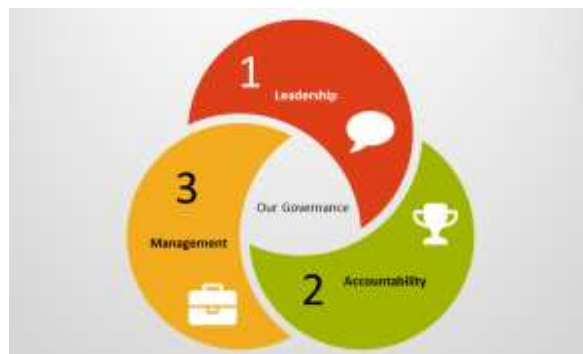 1
Leadership
Our Governance
2
Accountability
3
Management